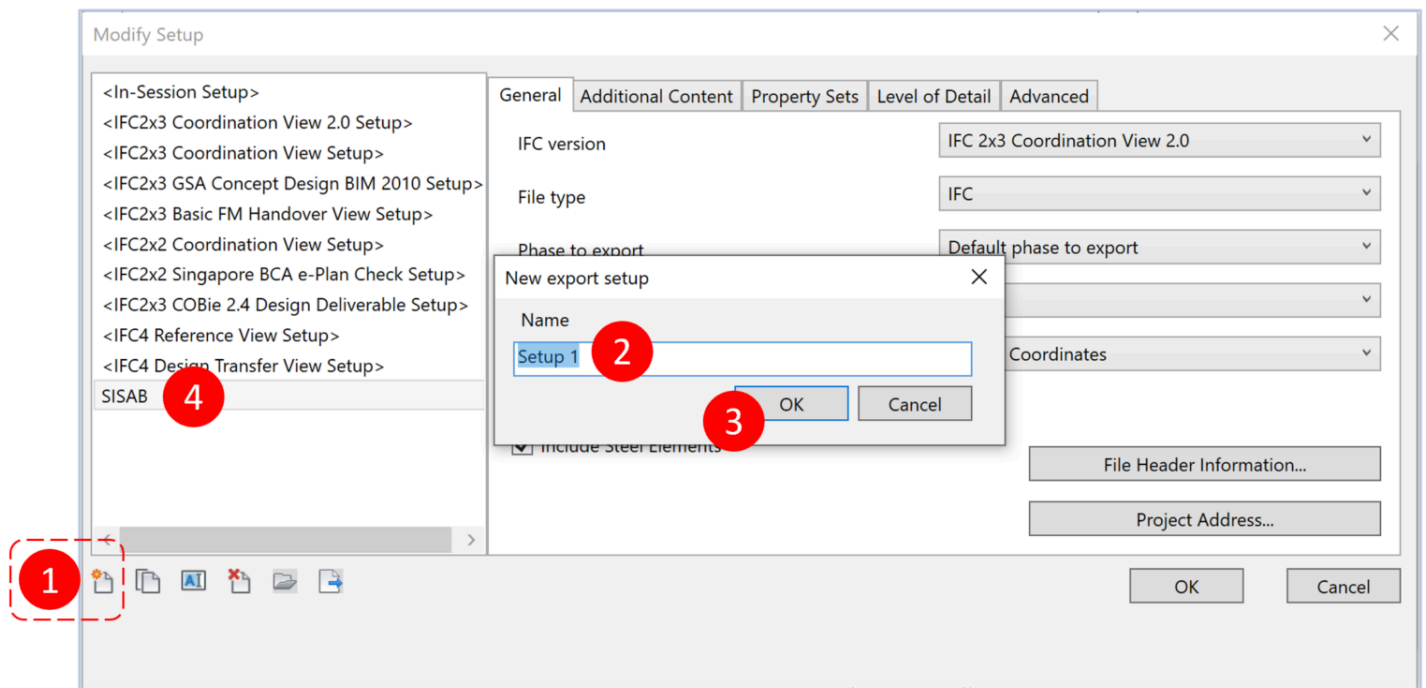 Modify Setup
<In-Session Setup>
<IFC2x3 Coordination View 2.0 Setup>
<IFC2x3 Coordination View Setup>
<IFC2x3 GSA Concept Design BIM 2010 Setup>
<IFC2x3 Basic FM Handover View Setup>
<IFC2x2 Coordination View Setup>
<IFC2x2 Singapore BCA e-Plan Check Setup>
<IFC2x3 COBie 2.4 Design Deliverable Setup>
<IFC4 Reference View Setup>
<IFC4 Design Transfer View Setup>
SISAB
4
General Additional Content Property Sets Level of Detail Advanced
IFC version IFC 2x3 Coordination View 2.0
File type IFC
Phase to export Default phase to export
Coordinates
New export setup
Name
Setup 1
2
3
OK Cancel
Include Steel Elements
File Header Information...
Project Address...
1
AI
OK Cancel